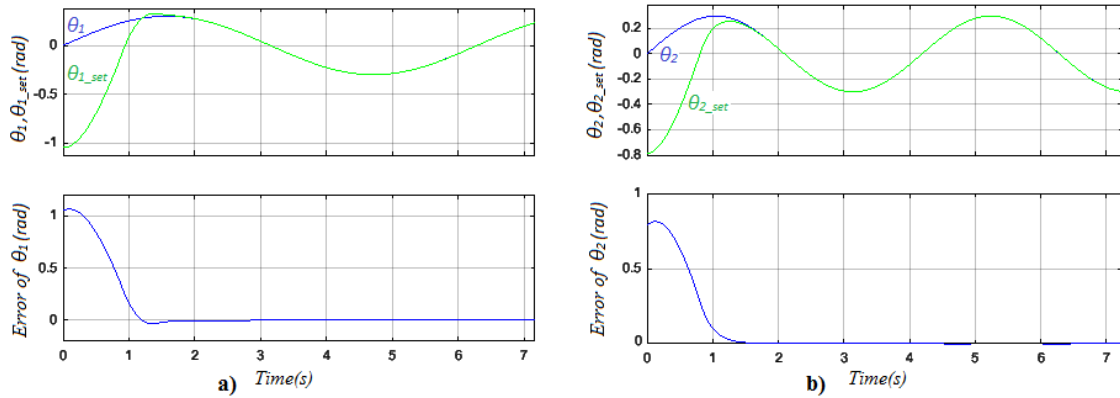 θ1,θ1_set (rad)
0
-0.5
-1
θ1
θ1_set
Error of θ1 (rad)
1
0.5
0
0 1 2 3 4 5 6 7
a) Time(s)
θ2,θ2_set (rad)
0.2
0
-0.2
-0.4
-0.6
-0.8
θ2
θ2_set
Error of θ2 (rad)
1
0.5
0
0 1 2 3 4 5 6 7
b) Time(s)